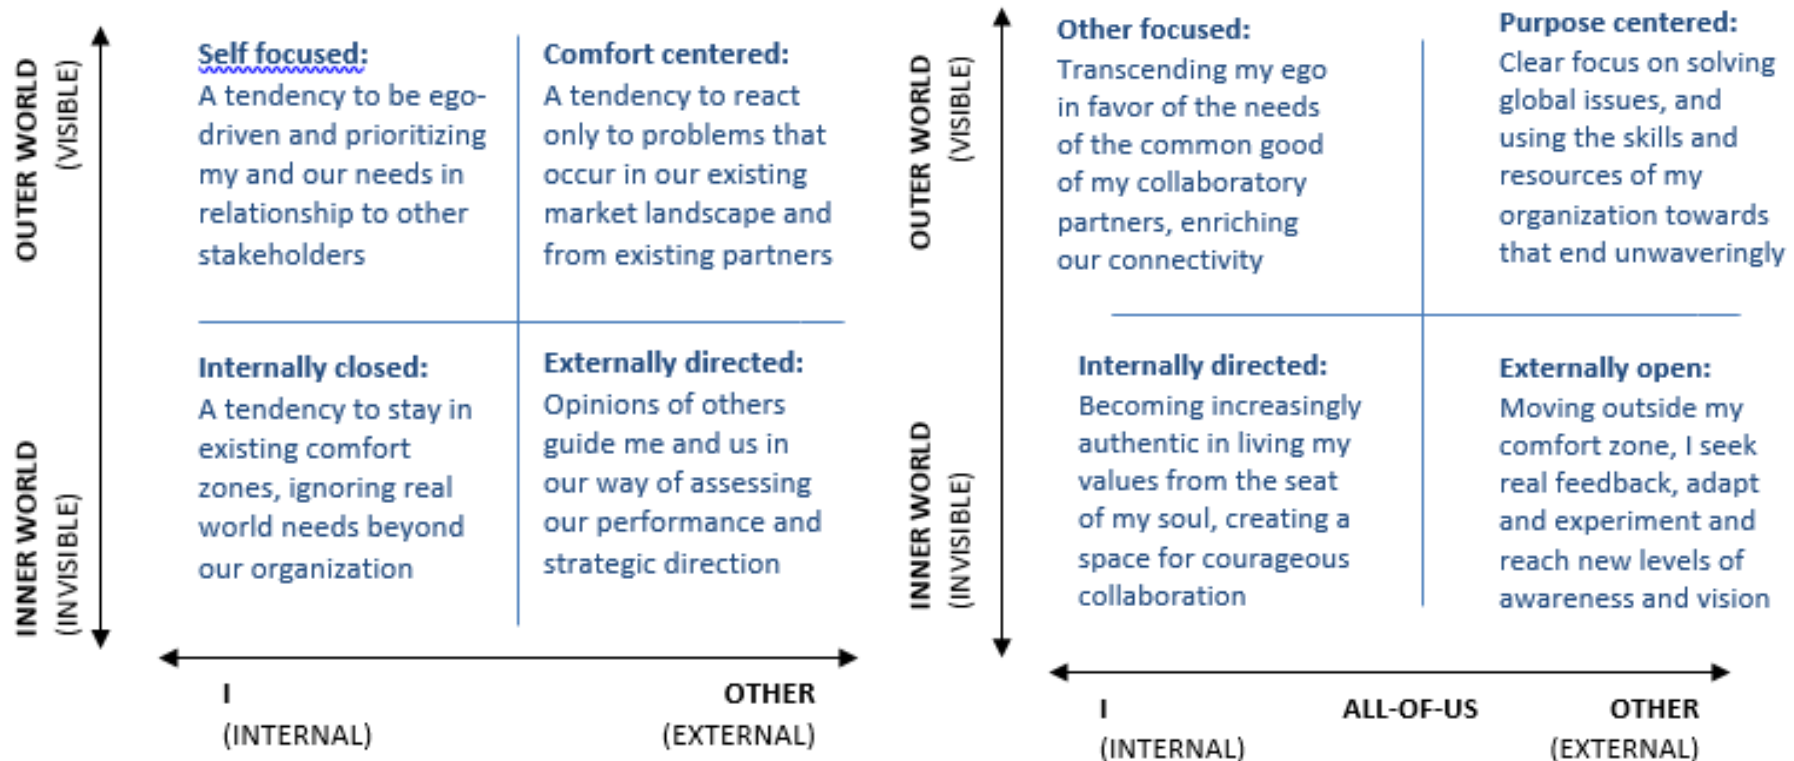 OUTER WORLD
(VISIBLE)
Self focused:
A tendency to be ego-
driven and prioritizing
my and our needs in
relationship to other
stakeholders
Comfort centered:
A tendency to react
only to problems that
occur in our existing
market landscape and
from existing partners
INNER WORLD
(INVISIBLE)
Internally closed:
A tendency to stay in
existing comfort
zones, ignoring real
world needs beyond
our organization
Externally directed:
Opinions of others
guide me and us in
our way of assessing
our performance and
strategic direction
I
(INTERNAL)
OTHER
(EXTERNAL)
OUTER WORLD
(VISIBLE)
Other focused:
Transcending my ego
in favor of the needs
of the common good
of my collaboratory
partners, enriching
our connectivity
Purpose centered:
Clear focus on solving
global issues, and
using the skills and
resources of my
organization towards
that end unwaveringly
INNER WORLD
(INVISIBLE)
Internally directed:
Becoming increasingly
authentic in living my
values from the seat
of my soul, creating a
space for courageous
collaboration
Externally open:
Moving outside my
comfort zone, I seek
real feedback, adapt
and experiment and
reach new levels of
awareness and vision
I
(INTERNAL)
ALL-OF-US
OTHER
(EXTERNAL)